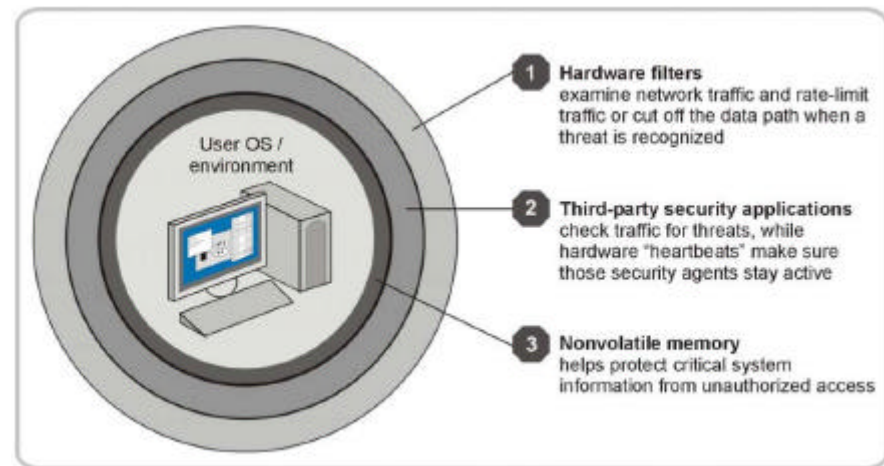 User OS /
environment
1
Hardware filters
examine network traffic and rate-limit
traffic or cut off the data path when a
threat is recognized
2
Third-party security applications
check traffic for threats, while
hardware “heartbeats” make sure
those security agents stay active
3
Nonvolatile memory
helps protect critical system
information from unauthorized access